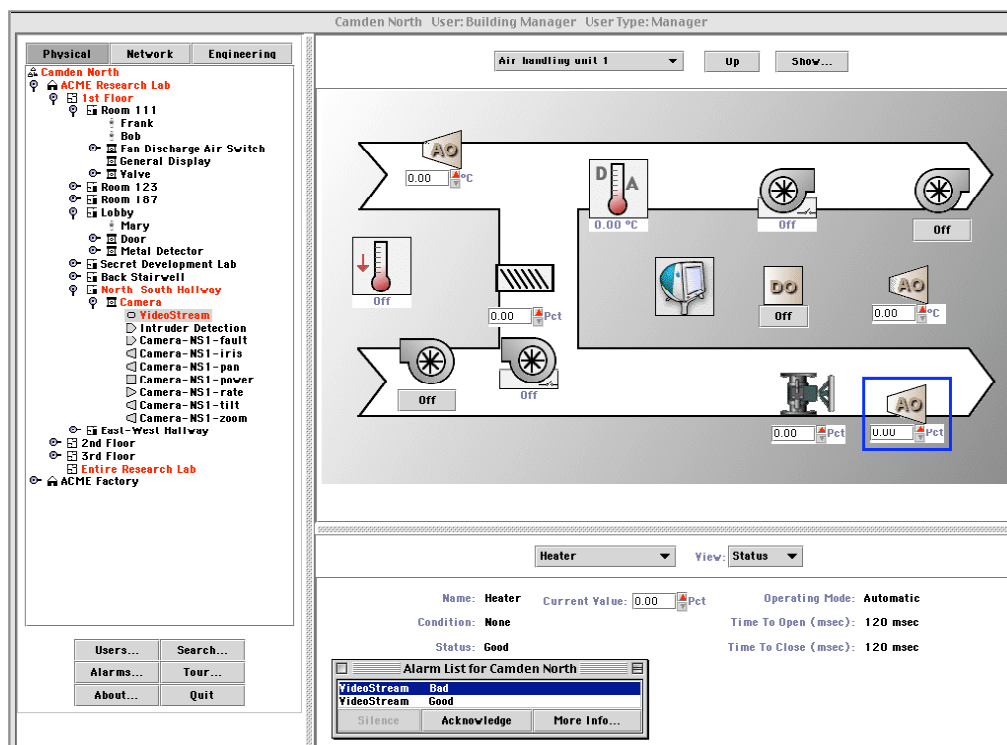 Camden North User: Building Manager User Type: Manager
Physical Network Engineering
Camden North
ACME Research Lab
1st Floor
Room 111
Frank
Bob
Fan Discharge Air Switch
General Display
Valve
Room 123
Room 187
Lobby
Mary
Door
Metal Detector
Secret Development Lab
Back Stairwell
North-South Hallway
Camera
VideoStream
Intruder Detection
Camera-NS1-fault
Camera-NS1-iris
Camera-NS1-pan
Camera-NS1-power
Camera-NS1-rate
Camera-NS1-tilt
Camera-NS1-zoom
East-West Hallway
2nd Floor
3rd Floor
Entire Research Lab
ACME Factory
Users... Search...
Alarms... Tour...
About... Quit
Air handling unit 1 Up Show...
AO
0.00 °C
D A
0.00 °C
Off
Off
Off
0.00 Pct
DO
Off
AO
0.00 °C
Off
Off
0.00 Pct
AO
0.00 Pct
Heater View: Status
Name: Heater Current Value: 0.00 Pct Operating Mode: Automatic
Condition: None Time To Open (msec): 120 msec
Status: Good Time To Close (msec): 120 msec
Alarm List for Camden North
VideoStream Bad
VideoStream Good
Silence Acknowledge More Info...